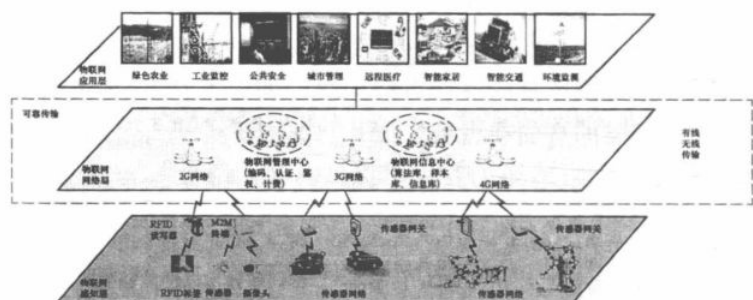 绿色农业 工业监控 公共安全 城市管理 远程医疗 智能家居 智能交通 环境监测
物联网
应用层
可靠传输
有线
无线
传输
物联网管理中心
(编码、认证、鉴
权、计费)
物联网信息中心
(算法库、样本
库、信息库)
2G网络 3G网络 4G网络
物联网
网络层
RFID
读写器
M2M
终端
传感器网关 传感器网关
物联网
感知层
RFID标签 传感器 摄像头 传感器网络 传感器网络